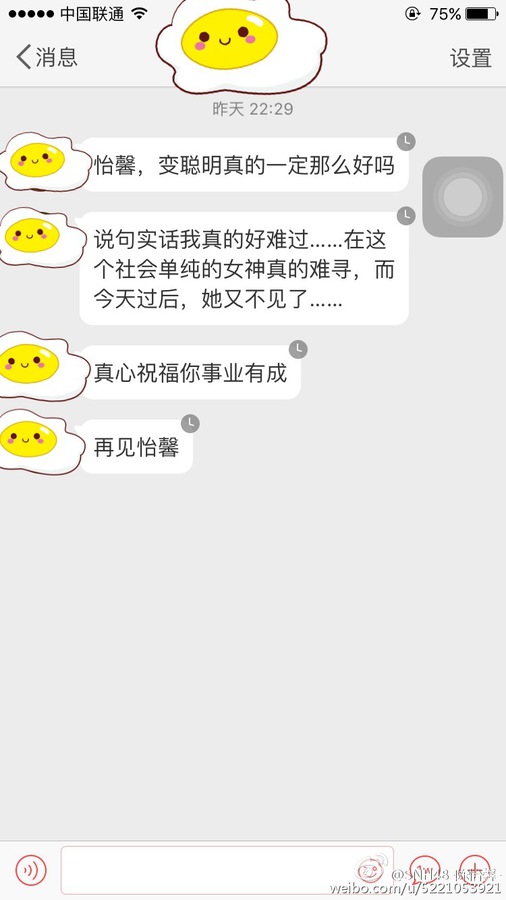 中国联通
75%
消息
设置
昨天 22:29
怡馨，变聪明真的一定那么好吗
说句实话我真的好难过……在这
个社会单纯的女神真的难寻，而
今天过后，她又不见了……
真心祝福你事业有成
再见怡馨
weibo.com/u/5221053921